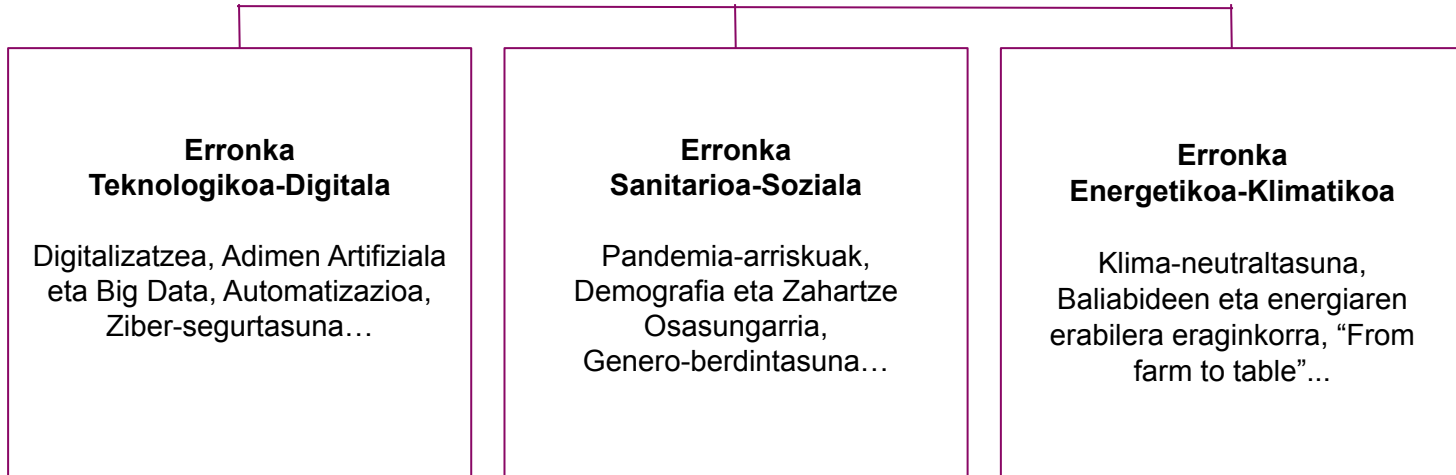 Erronka
Teknologikoa-Digitala
Digitalizatzea, Adimen Artifiziala
eta Big Data, Automatizazioa,
Ziber-segurtasuna…
Erronka
Sanitarioa-Soziala
Pandemia-arriskuak,
Demografia eta Zahartze
Osasungarria,
Genero-berdintasuna…
Erronka
Energetikoa-Klimatikoa
Klima-neutraltasuna,
Baliabideen eta energiaren
erabilera eraginkorra, “From
farm to table”...